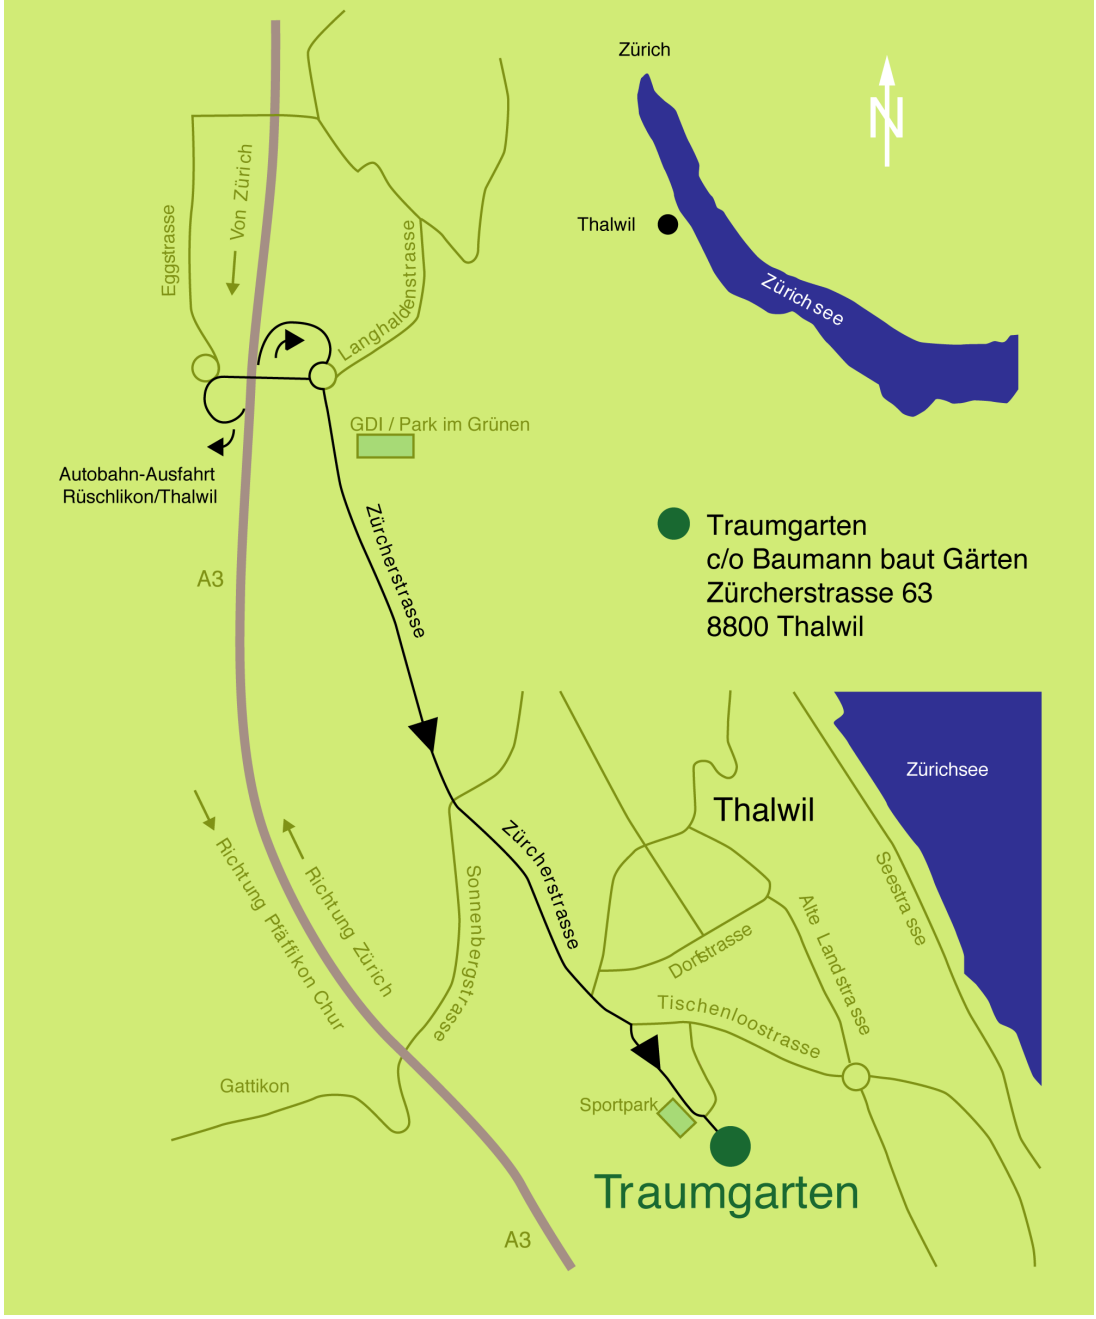 Zürich
N
Von Zürich
Eggstrasse
Langhaldenstrasse
Thalwil
Zürichsee
GDI / Park im Grünen
Autobahn-Ausfahrt
Rüschlikon/Thalwil
Zürcherstrasse
A3
Traumgarten
c/o Baumann baut Gärten
Zürcherstrasse 63
8800 Thalwil
Zürichsee
Thalwil
Richtung Pfäffikon Chur
Richtung Zürich
Sonnenbergstrasse
Zürcherstrasse
Seestrasse
Alte Landstrasse
Dorfstrasse
Tischenloostrasse
Gattikon
Sportpark
Traumgarten
A3